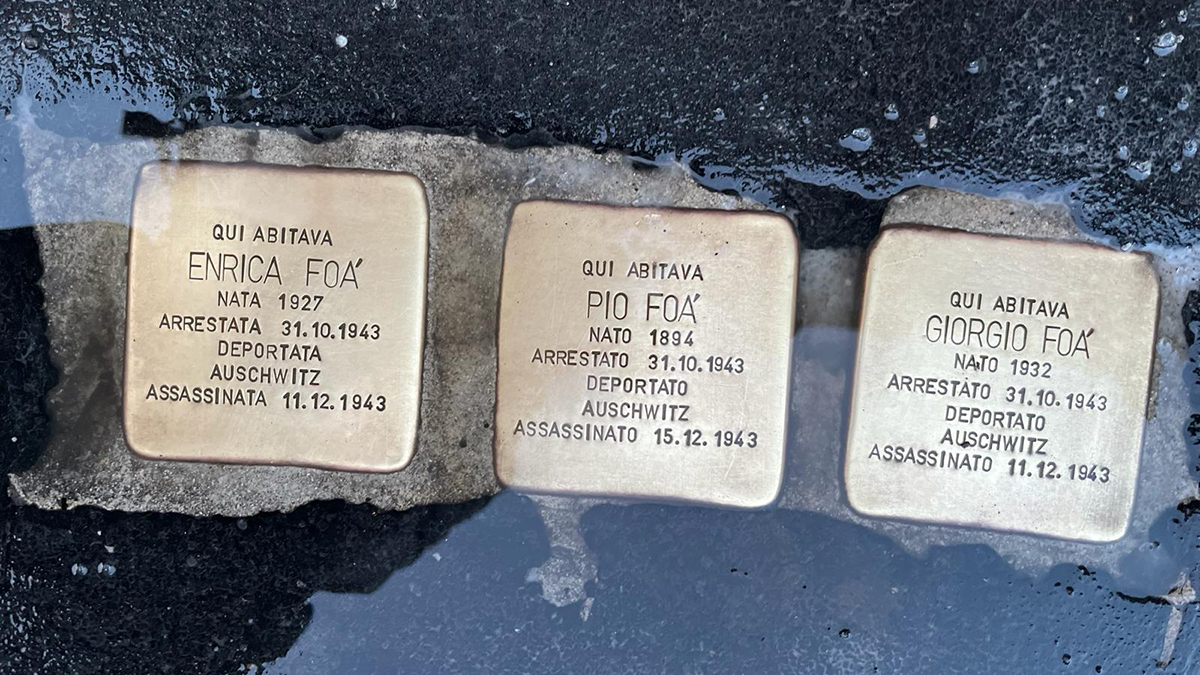 QUI ABITAVA
ENRICA FOA'
NATA 1927
ARRESTATA 31.10.1943
DEPORTATA
AUSCHWITZ
ASSASSINATA 11.12.1943
QUI ABITAVA
PIO FOA'
NATO 1894
ARRESTATO 31.10.1943
DEPORTATO
AUSCHWITZ
ASSASSINATO 15.12.1943
QUI ABITAVA
GIORGIO FOA'
NATO 1932
ARRESTATO 31.10.1943
DEPORTATO
AUSCHWITZ
ASSASSINATO 11.12.1943